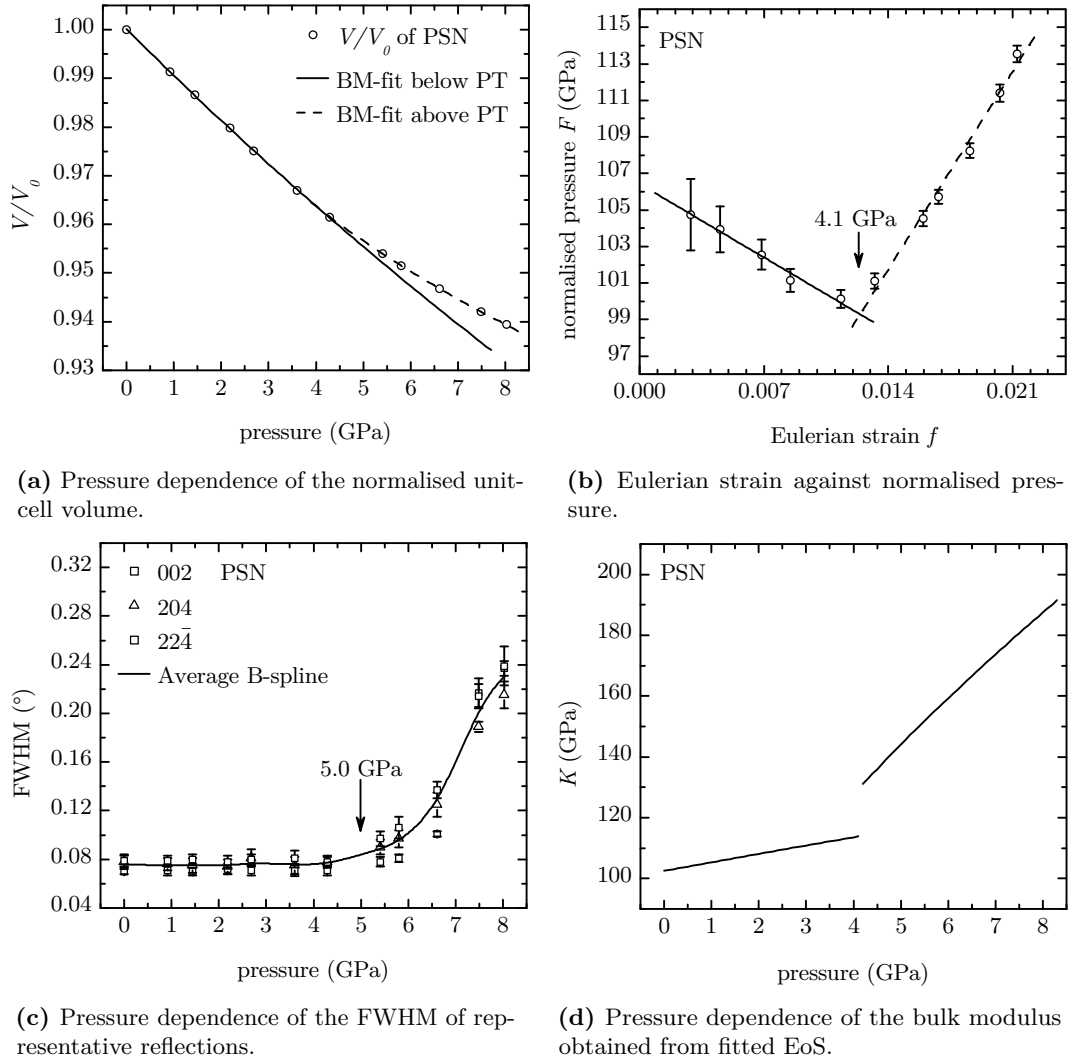 1.00
0.99
0.98
0.97
0.96
0.95
0.94
0.93
V/V0
0 1 2 3 4 5 6 7 8
pressure (GPa)
V/V0 of PSN
BM-fit below PT
BM-fit above PT
(a) Pressure dependence of the normalised unit-
cell volume.
115
113
111
109
107
105
103
101
99
97
normalised pressure F (GPa)
PSN
4.1 GPa
0.000 0.007 0.014 0.021
Eulerian strain f
(b) Eulerian strain against normalised pres-
sure.
0.32
0.28
0.24
0.20
0.16
0.12
0.08
0.04
FWHM (°)
002 PSN
204
224̄
Average B-spline
5.0 GPa
0 1 2 3 4 5 6 7 8
pressure (GPa)
(c) Pressure dependence of the FWHM of rep-
resentative reflections.
200
180
160
140
120
100
K (GPa)
PSN
0 1 2 3 4 5 6 7 8
pressure (GPa)
(d) Pressure dependence of the bulk modulus
obtained from fitted EoS.